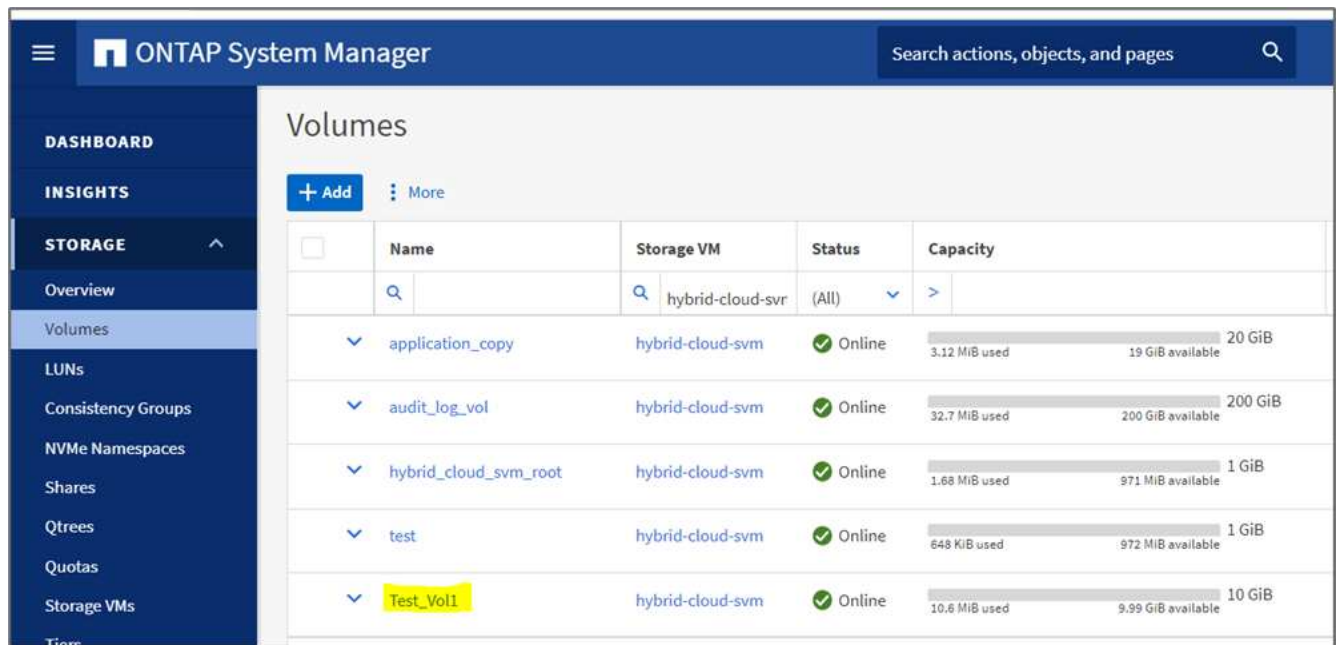 ONTAP System Manager
Search actions, objects, and pages
DASHBOARD
INSIGHTS
STORAGE
Overview
Volumes
LUNs
Consistency Groups
NVMe Namespaces
Shares
Qtrees
Quotas
Storage VMs
Tiers
Volumes
+ Add
More
Name Storage VM Status Capacity
hybrid-cloud-svr (All) >
application_copy hybrid-cloud-svm Online 20 GiB
3.12 MiB used 19 GiB available
audit_log_vol hybrid-cloud-svm Online 200 GiB
32.7 MiB used 200 GiB available
hybrid_cloud_svm_root hybrid-cloud-svm Online 1 GiB
1.68 MiB used 971 MiB available
test hybrid-cloud-svm Online 1 GiB
648 KiB used 972 MiB available
Test_Vol1 hybrid-cloud-svm Online 10 GiB
10.6 MiB used 9.99 GiB available